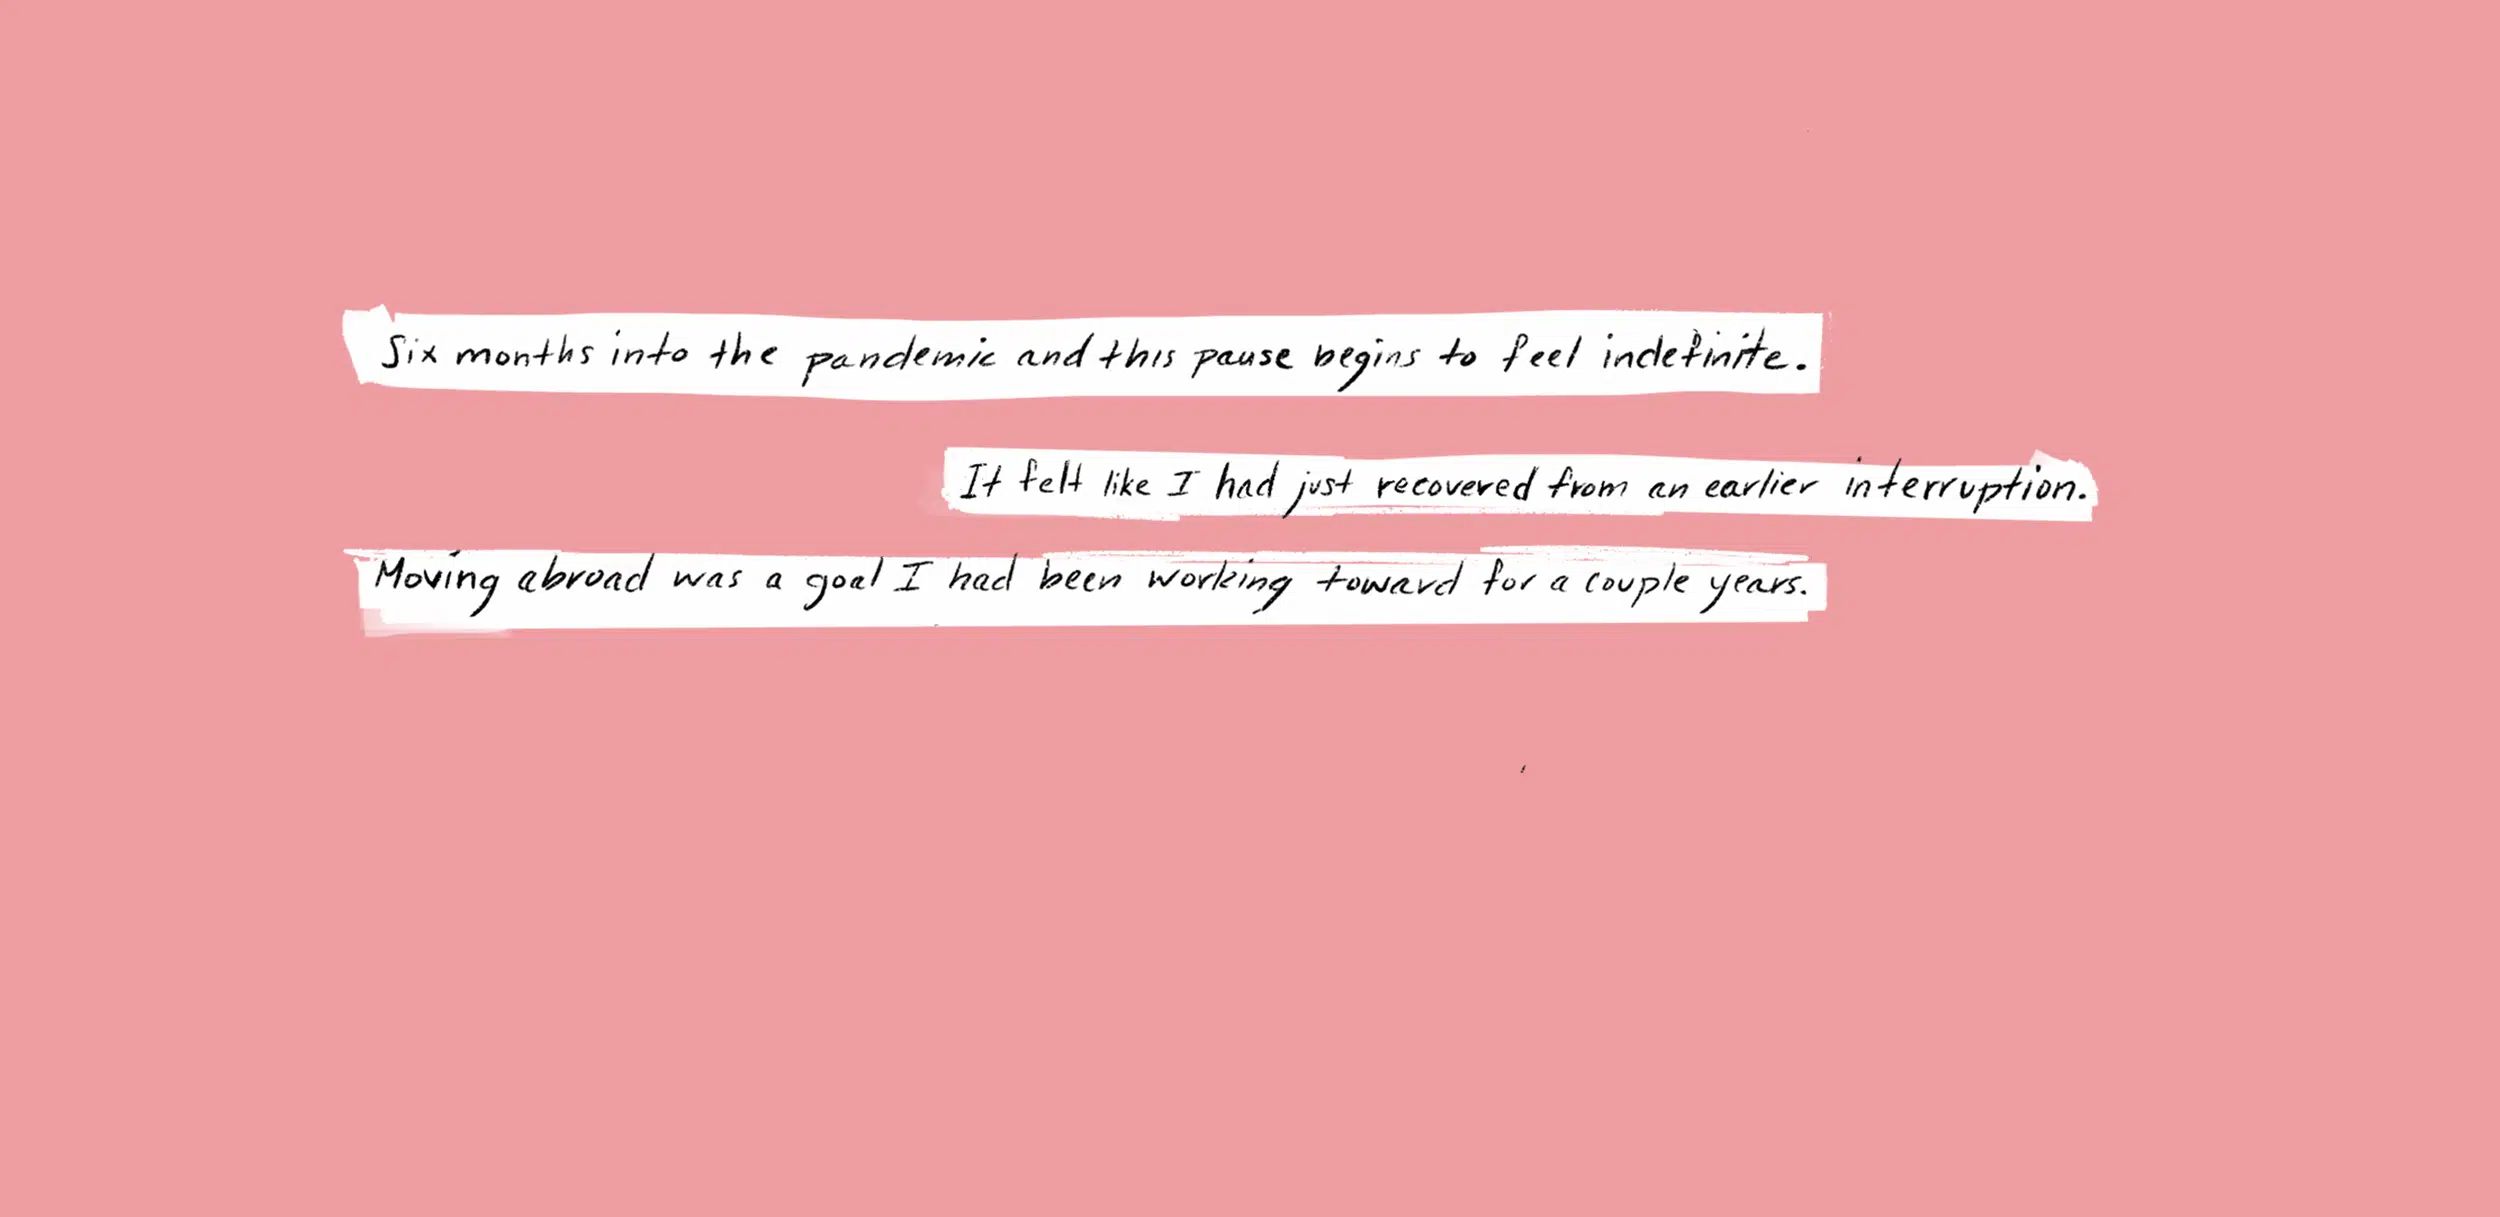 Six months into the pandemic and this pause begins to feel indefinite.
It felt like I had just recovered from an earlier interruption.
Moving abroad was a goal I had been working toward for a couple years.